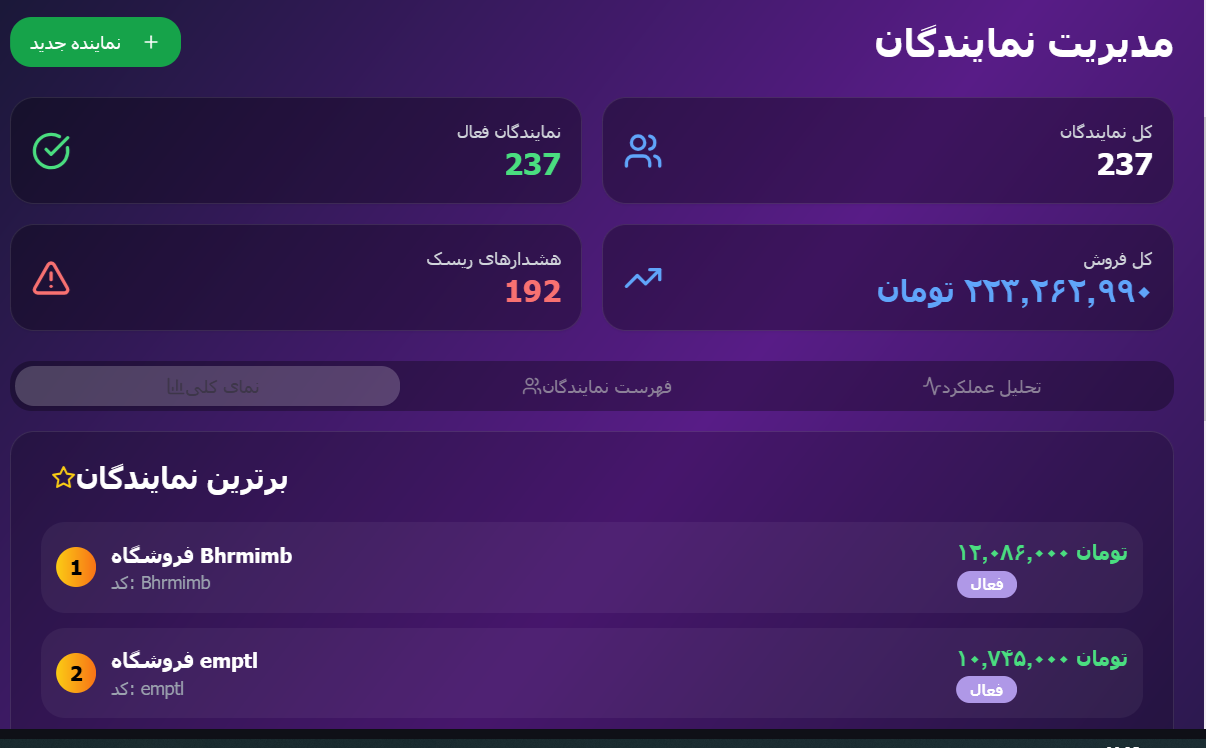 مدیریت نمایندگان
نماینده جدید
کل نمایندگان
237
نمایندگان فعال
237
کل فروش
۲۲۳,۲۶۲,۹۹۰ تومان
هشدارهای ریسک
192
تحلیل عملکرد
فهرست نمایندگان
نمای کلی
برترین نمایندگان
1
فروشگاه Bhrmimb
کد: Bhrmimb
۱۲,۰۸۶,۰۰۰ تومان
فعال
2
فروشگاه emptl
کد: emptl
۱۰,۷۴۵,۰۰۰ تومان
فعال